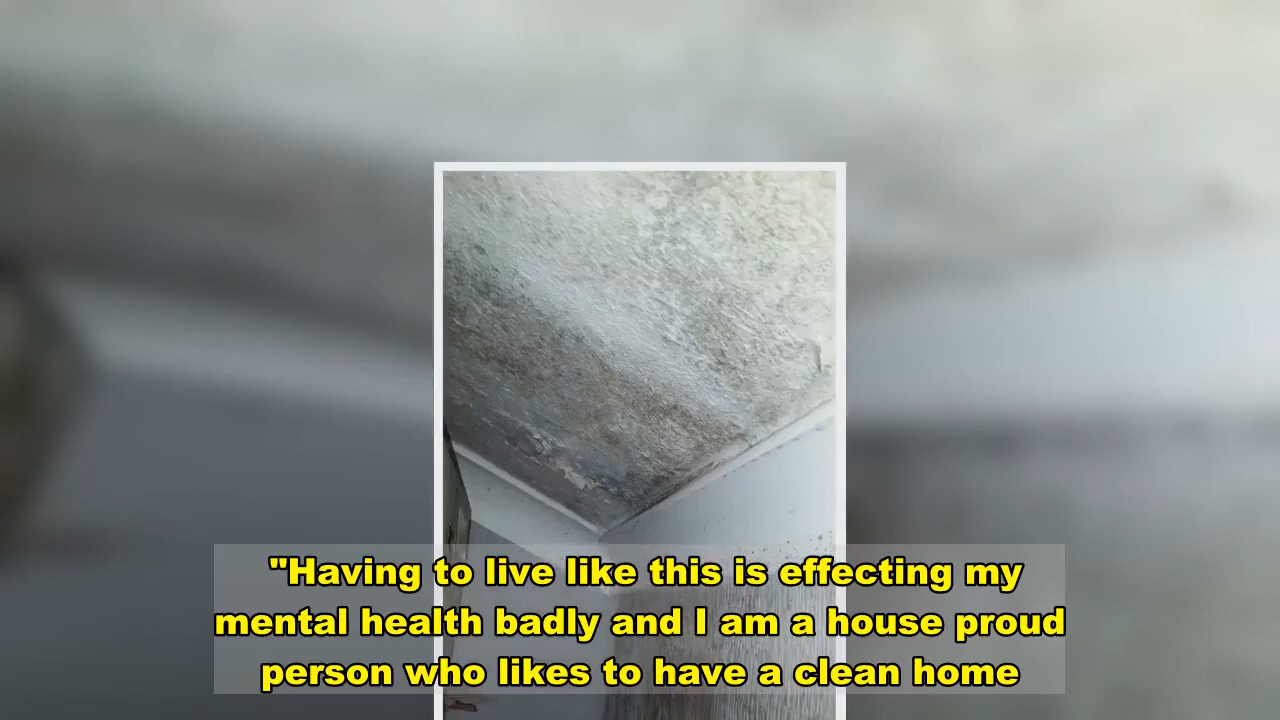 "Having to live like this is effecting my
mental health badly and I am a house proud
person who likes to have a clean home